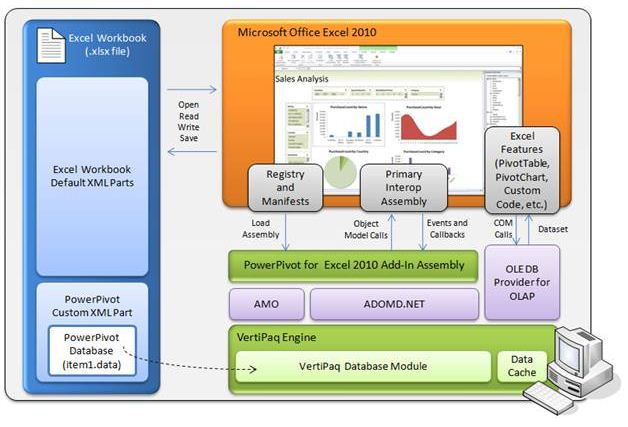 Excel Workbook
(.xlsx file)
Excel Workbook
Default XML Parts
PowerPivot
Custom XML Part
PowerPivot
Database
(item1.data)
Open
Read
Write
Save
Microsoft Office Excel 2010
Sales Analysis
Registry
and
Manifests
Primary
Interop
Assembly
Excel
Features
(PivotTable,
PivotChart,
Custom
Code, etc.)
Load
Assembly
Object
Model Calls
Events and
Callbacks
COM
Calls
Dataset
PowerPivot for Excel 2010 Add-In Assembly
AMO
ADOMD.NET
OLE DB
Provider for
OLAP
VertiPaq Engine
VertiPaq Database Module
Data
Cache